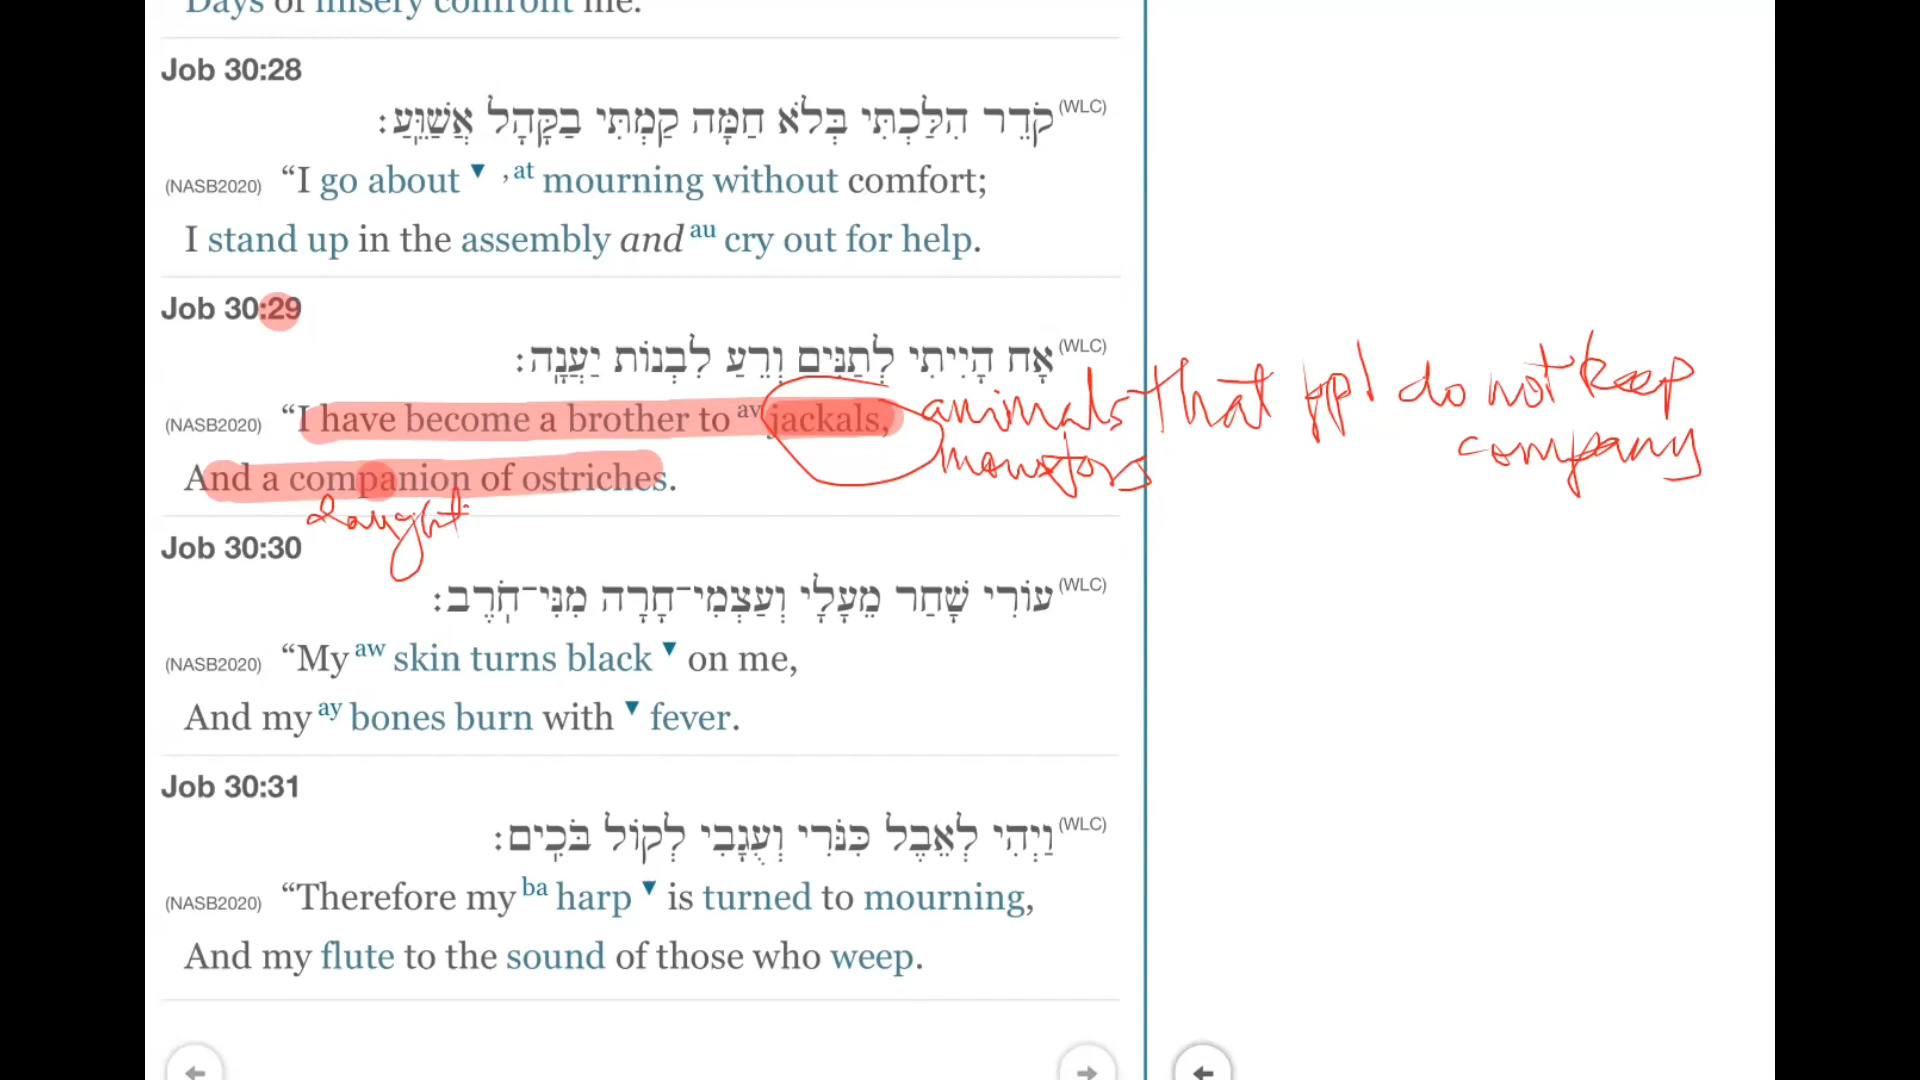 Days of misery confront me.
Job 30:28
(WLC) קֹדֵר הִלַּכְתִּי בְּלֹא חַמָּה קַמְתִּי בַקָּהָל אֲשַׁוֵּֽעַ׃
(NASB2020) “I go about ▼ ,at mourning without comfort;
I stand up in the assembly and au cry out for help.
Job 30:29
(WLC) אָח הָיִיתִי לְתַנִּים וְרֵעַ לִבְנוֹת יַעֲנָֽה׃
(NASB2020) “I have become a brother to av jackals,
And a companion of ostriches.
animals that ppl do not keep
company
daught
Job 30:30
(WLC) עוֹרִי שָׁחַר מֵעָלָי וְעַצְמִי־חָרָה מִנִּי־חֹֽרֶב׃
(NASB2020) “My aw skin turns black ▼ on me,
And my ay bones burn with ▼ fever.
Job 30:31
(WLC) וַיְהִי לְאֵבֶל כִּנֹּרִי וְעֻגָבִי לְקוֹל בֹּכִֽים׃
(NASB2020) “Therefore my ba harp ▼ is turned to mourning,
And my flute to the sound of those who weep.